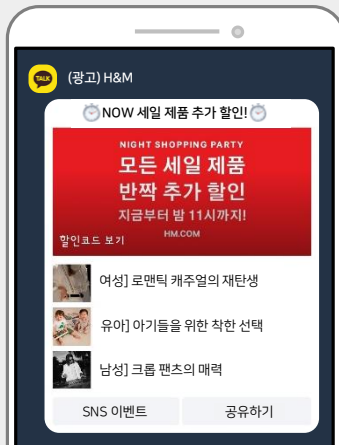 TALK
(광고) H&M
NOW 세일 제품 추가 할인!
NIGHT SHOPPING PARTY
모든 세일 제품
반짝 추가 할인
지금부터 밤 11시까지!
HM.COM
할인코드 보기
여성] 로맨틱 캐주얼의 재탄생
유아] 아기들을 위한 착한 선택
남성] 크롭 팬츠의 매력
SNS 이벤트
공유하기